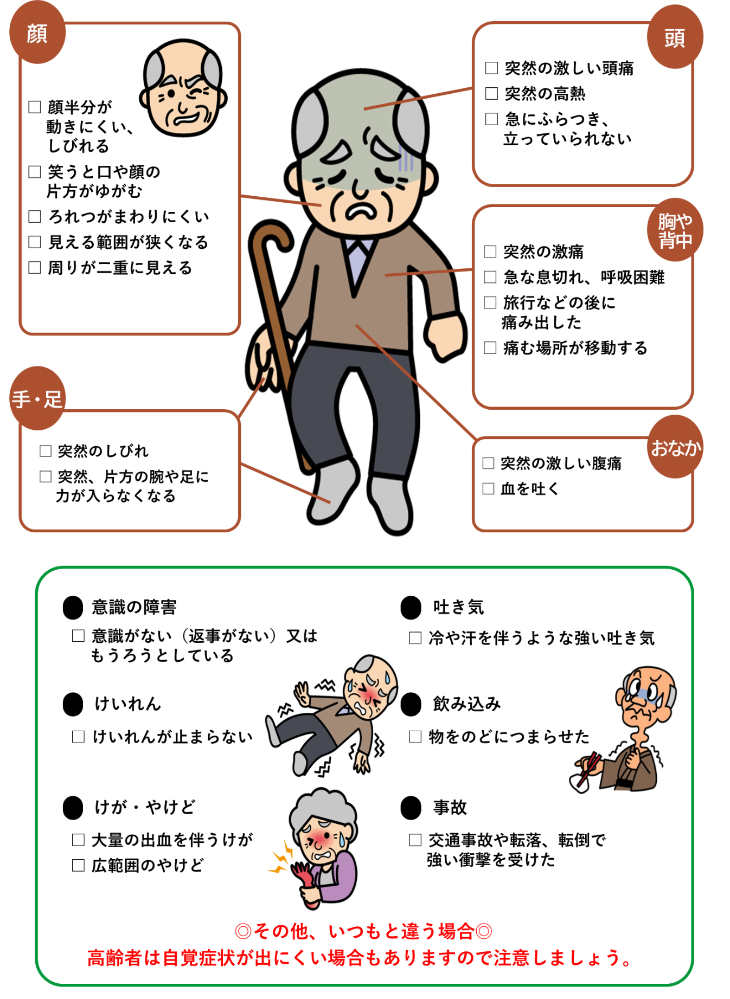 顔
□ 顔半分が
動きにくい、
しびれる
□ 笑うと口や顔の
片方がゆがむ
□ ろれつがまわりにくい
□ 見える範囲が狭くなる
□ 周りが二重に見える
頭
□ 突然の激しい頭痛
□ 突然の高熱
□ 急にふらつき、
立っていられない
胸や
背中
□ 突然の激痛
□ 急な息切れ、呼吸困難
□ 旅行などの後に
痛み出した
□ 痛む場所が移動する
手・足
□ 突然のしびれ
□ 突然、片方の腕や足に
力が入らなくなる
おなか
□ 突然の激しい腹痛
□ 血を吐く
● 意識の障害
□ 意識がない（返事がない）又は
もうろうとしている
● けいれん
□ けいれんが止まらない
● けが・やけど
□ 大量の出血を伴うけが
□ 広範囲のやけど
● 吐き気
□ 冷や汗を伴うような強い吐き気
● 飲み込み
□ 物をのどにつまらせた
● 事故
□ 交通事故や転落、転倒で
強い衝撃を受けた
◎その他、いつもと違う場合◎
高齢者は自覚症状が出にくい場合もありますので注意しましょう。